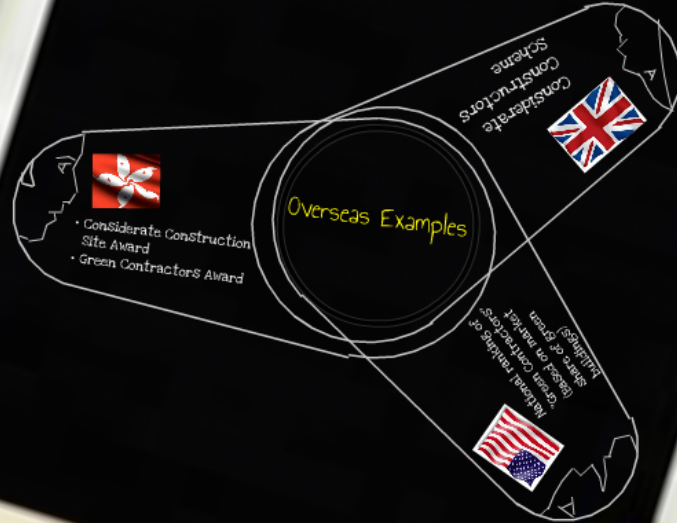 Overseas Examples
• Considerate Construction
Site Award
• Green Contractors Award
Considerate
Constructors
Scheme
National ranking of
"Green Contractors"
(Based on market
share of green
buildings)